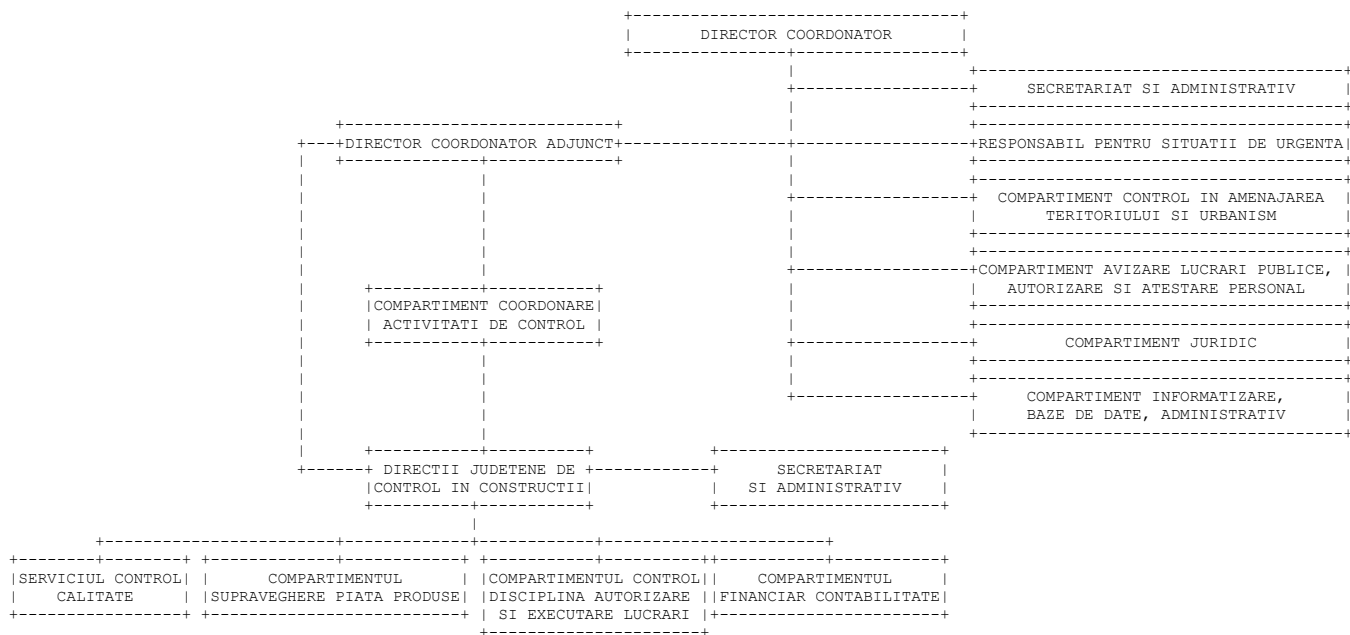 DIRECTOR COORDONATOR
SECRETARIAT SI ADMINISTRATIV
DIRECTOR COORDONATOR ADJUNCT
RESPONSABIL PENTRU SITUATII DE URGENTA
COMPARTIMENT CONTROL IN AMENAJAREA
TERITORIULUI SI URBANISM
COMPARTIMENT AVIZARE LUCRARI PUBLICE,
AUTORIZARE SI ATESTARE PERSONAL
COMPARTIMENT COORDONARE
ACTIVITATI DE CONTROL
COMPARTIMENT JURIDIC
COMPARTIMENT INFORMATIZARE,
BAZE DE DATE, ADMINISTRATIV
DIRECTII JUDETENE DE
CONTROL IN CONSTRUCTII
SECRETARIAT
SI ADMINISTRATIV
SERVICIUL CONTROL
CALITATE
COMPARTIMENTUL
SUPRAVEGHERE PIATA PRODUSE
COMPARTIMENTUL CONTROL
DISCIPLINA AUTORIZARE
SI EXECUTARE LUCRARI
COMPARTIMENTUL
FINANCIAR CONTABILITATE